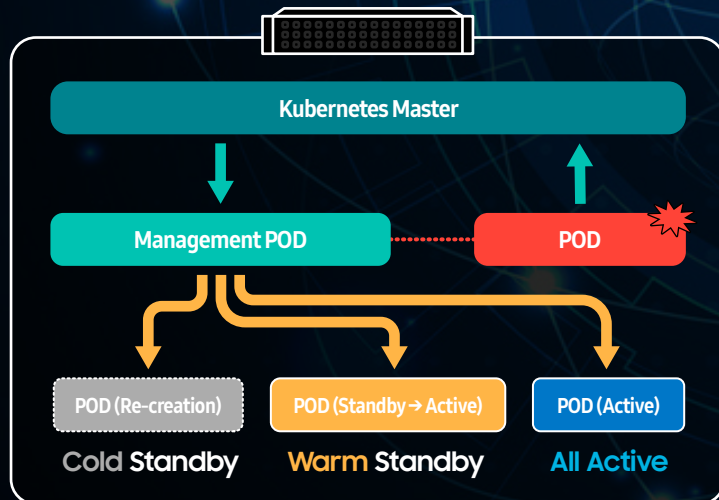 Kubernetes Master
Management POD
POD
POD (Re-creation)
POD (Standby → Active)
POD (Active)
Cold Standby
Warm Standby
All Active